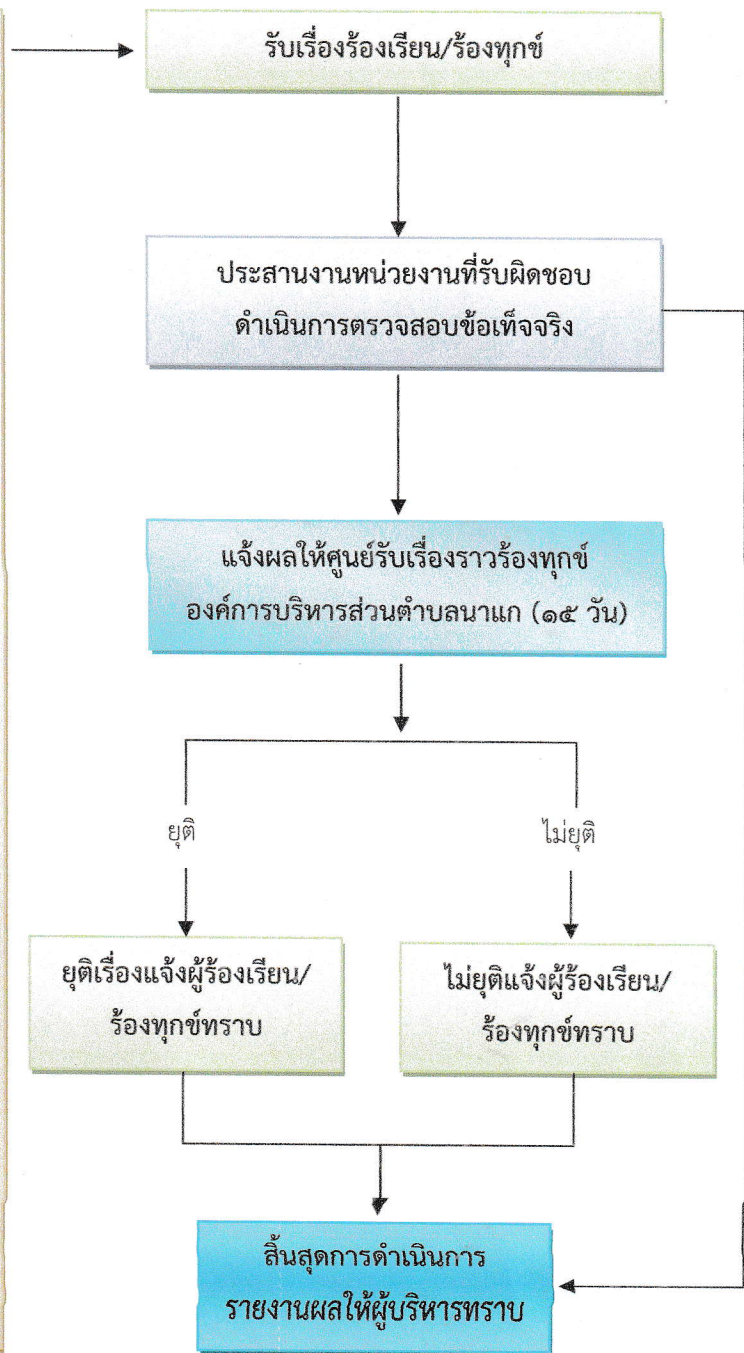 รับเรื่องร้องเรียน/ร้องทุกข์
ประสานงานหน่วยงานที่รับผิดชอบ
ดำเนินการตรวจสอบข้อเท็จจริง
แจ้งผลให้ศูนย์รับเรื่องราวร้องทุกข์
องค์การบริหารส่วนตำบลนาแก (๑๕ วัน)
ยุติ
ไม่ยุติ
ยุติเรื่องแจ้งผู้ร้องเรียน/
ร้องทุกข์ทราบ
ไม่ยุติแจ้งผู้ร้องเรียน/
ร้องทุกข์ทราบ
สิ้นสุดการดำเนินการ
รายงานผลให้ผู้บริหารทราบ